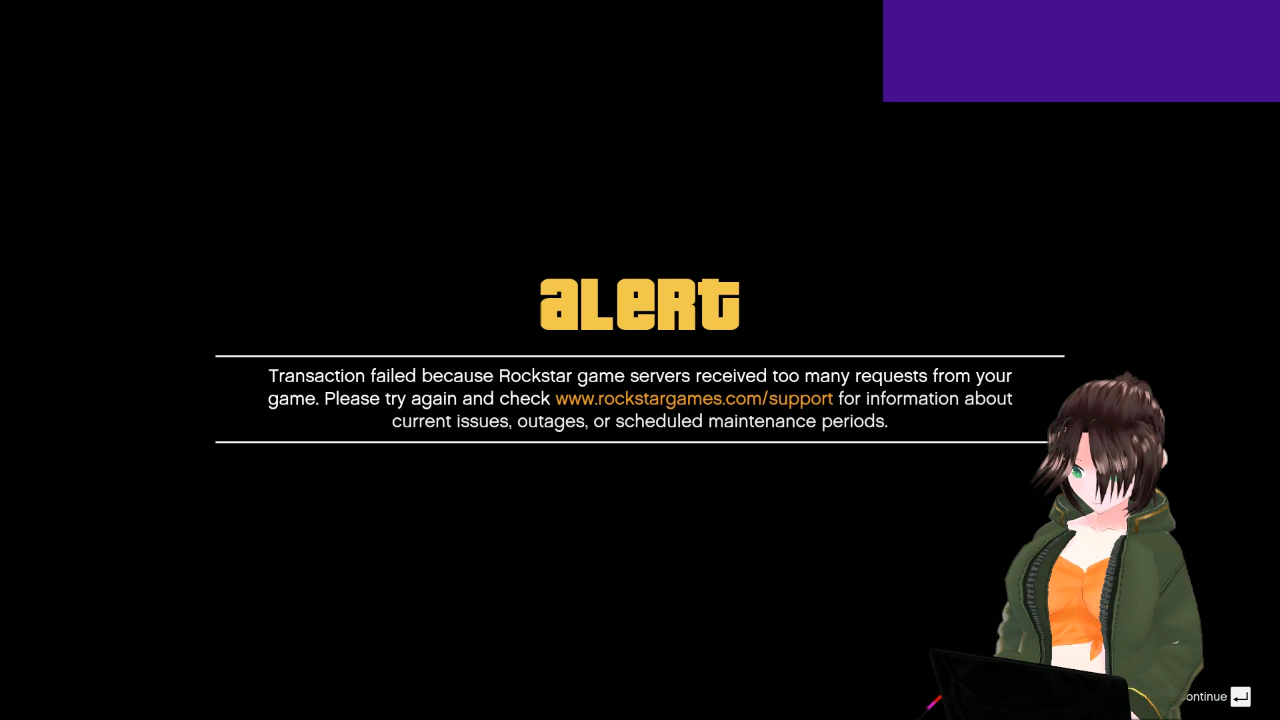 aLeRt
Transaction failed because Rockstar game servers received too many requests from your
game. Please try again and check www.rockstargames.com/support for information about
current issues, outages, or scheduled maintenance periods.
ontinue